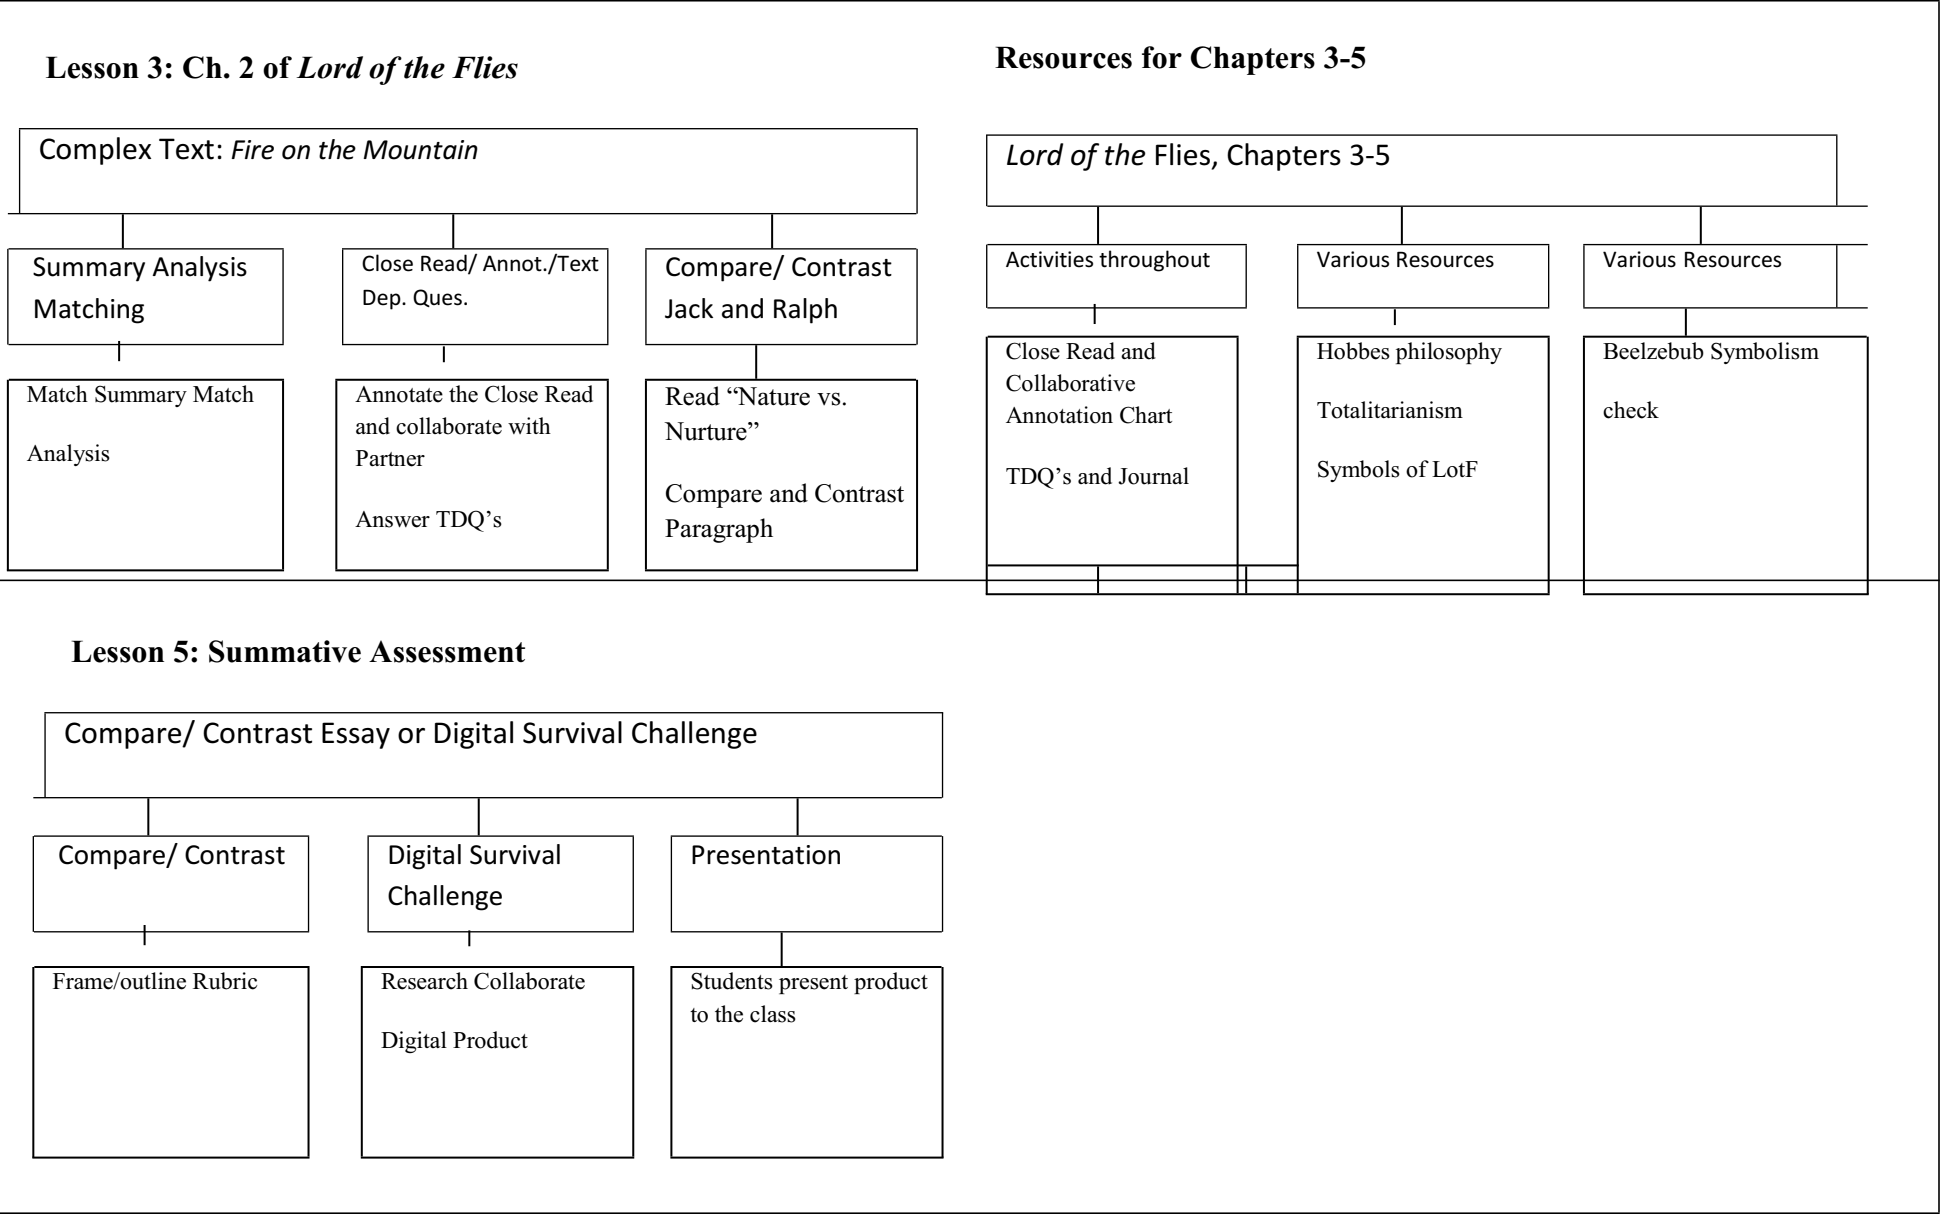 Lesson 3: Ch. 2 of Lord of the Flies
Complex Text: Fire on the Mountain
Summary Analysis
Matching
Match Summary Match
Analysis
Close Read/ Annot./Text
Dep. Ques.
Annotate the Close Read
and collaborate with
Partner
Answer TDQ’s
Compare/ Contrast
Jack and Ralph
Read “Nature vs.
Nurture”
Compare and Contrast
Paragraph
Resources for Chapters 3-5
Lord of the Flies, Chapters 3-5
Activities throughout
Close Read and
Collaborative
Annotation Chart
TDQ’s and Journal
Various Resources
Hobbes philosophy
Totalitarianism
Symbols of LotF
Various Resources
Beelzebub Symbolism
check
Lesson 5: Summative Assessment
Compare/ Contrast Essay or Digital Survival Challenge
Compare/ Contrast
Frame/outline Rubric
Digital Survival
Challenge
Research Collaborate
Digital Product
Presentation
Students present product
to the class